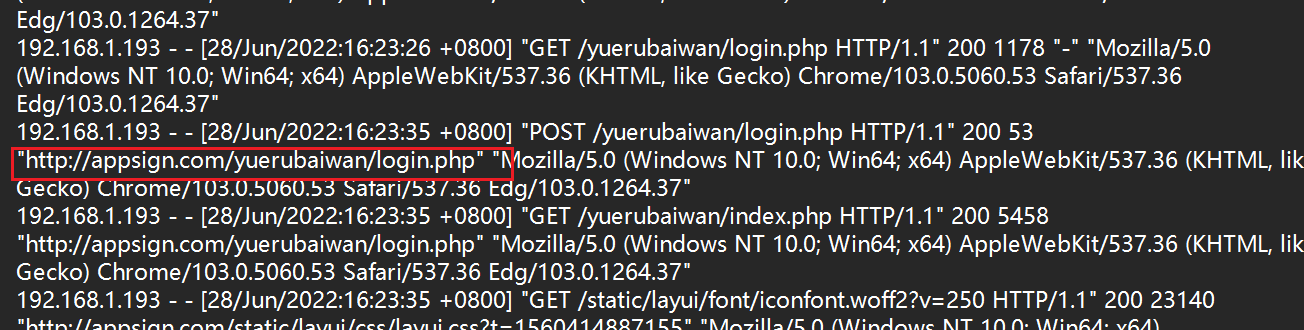 Edg/103.0.1264.37"
192.168.1.193 - - [28/Jun/2022:16:23:26 +0800] "GET /yuerubaiwan/login.php HTTP/1.1" 200 1178 "-" "Mozilla/5.0
(Windows NT 10.0; Win64; x64) AppleWebKit/537.36 (KHTML, like Gecko) Chrome/103.0.5060.53 Safari/537.36
Edg/103.0.1264.37"
192.168.1.193 - - [28/Jun/2022:16:23:35 +0800] "POST /yuerubaiwan/login.php HTTP/1.1" 200 53
"http://appsign.com/yuerubaiwan/login.php" "Mozilla/5.0 (Windows NT 10.0; Win64; x64) AppleWebKit/537.36 (KHTML, like
Gecko) Chrome/103.0.5060.53 Safari/537.36 Edg/103.0.1264.37"
192.168.1.193 - - [28/Jun/2022:16:23:35 +0800] "GET /yuerubaiwan/index.php HTTP/1.1" 200 5458
"http://appsign.com/yuerubaiwan/login.php" "Mozilla/5.0 (Windows NT 10.0; Win64; x64) AppleWebKit/537.36 (KHTML, like
Gecko) Chrome/103.0.5060.53 Safari/537.36 Edg/103.0.1264.37"
192.168.1.193 - - [28/Jun/2022:16:23:35 +0800] "GET /static/layui/font/iconfont.woff2?v=250 HTTP/1.1" 200 23140
"http://appsign.com/static/layui/css/layui.css?t=1560414887155" "Mozilla/5.0 (Windows NT 10.0; Win64; x64)